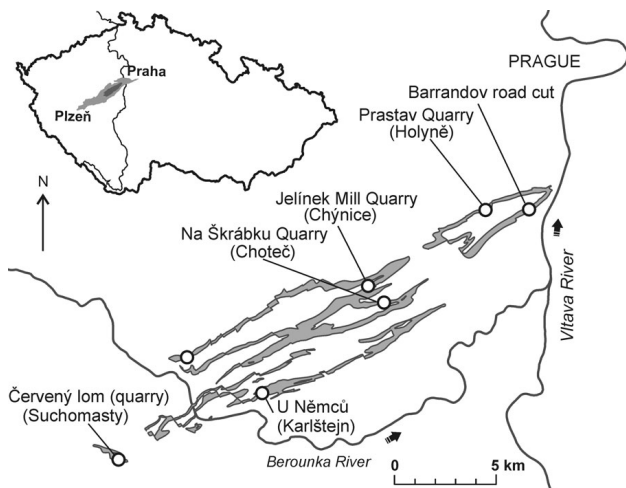 Praha
Plzeň
N
PRAGUE
Barrandov road cut
Prastav Quarry
(Holyně)
Jelínek Mill Quarry
(Chýnice)
Na Škrábku Quarry
(Choteč)
Vltava River
Červený lom (quarry)
(Suchomasty)
U Němců
(Karlštejn)
Berounka River
0 5 km